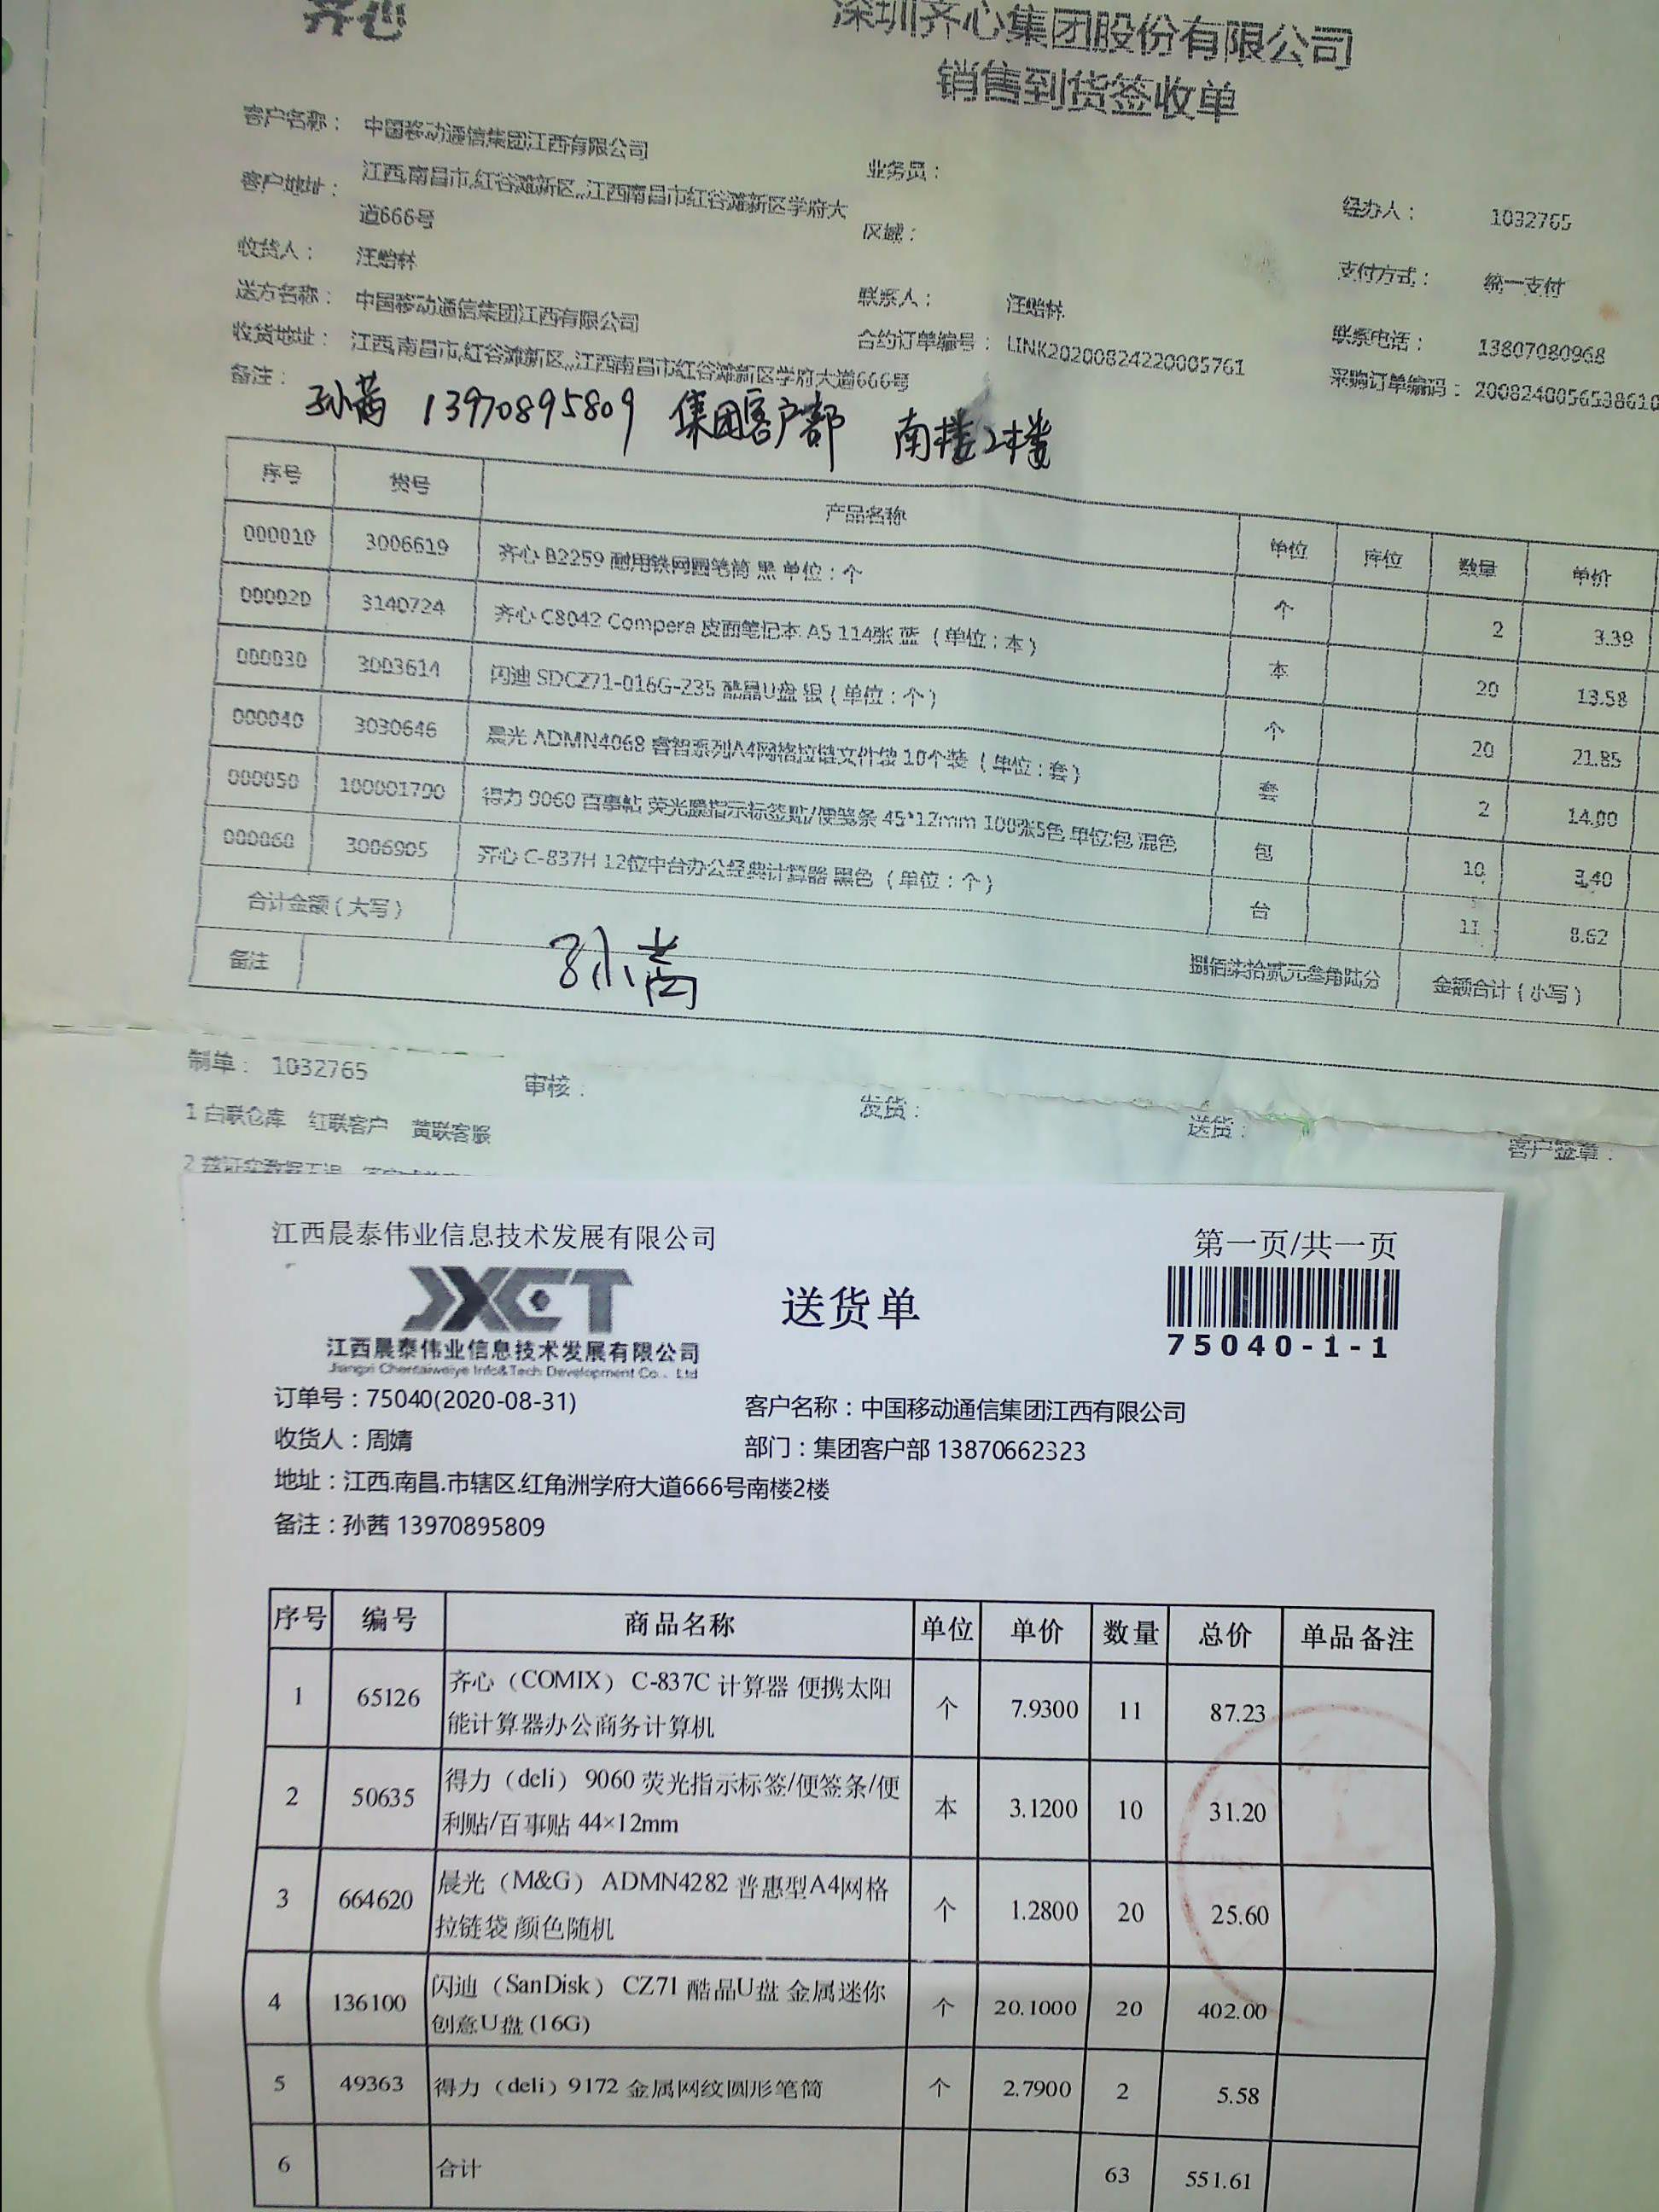 齐心
深圳齐心集团股份有限公司
销售到货签收单
客户名称： 中国移动通信集团江西有限公司
业务员：
客户地址： 江西,南昌市,红谷滩新区,,,江西南昌市红谷滩新区学府大道666号
区域：
经办人： 1032765
收货人： 汪贻林
支付方式： 统一支付
送方名称： 中国移动通信集团江西有限公司
联系人： 汪贻林
联系电话： 13807080968
收货地址： 江西,南昌市,红谷滩新区,,,江西南昌市红谷滩新区学府大道666号
合约订单编号： LINK20200824220005761
采购订单编码： 2008240056538610
备注：
孙茜 13970895809 集团客户部 南楼2楼
序号 货号 产品名称 单位 库位 数量 单价
000010 3006619 齐心 B2259 耐用铁网圆笔筒 黑 单位：个 个 2 3.39
000020 3140724 齐心 C8042 Compera 皮面笔记本 A5 114张 蓝 （单位：本） 本 20 13.58
000030 3003614 闪迪 SDCZ71-016G-Z35 酷晶U盘 银（单位：个） 个 20 21.85
000040 3030646 晨光 ADMN4068 睿智系列A4网格拉链文件袋 10个装 （单位：套） 套 2 14.00
000050 100001790 得力 9060 百事帖 荧光膜指示标签贴/便笺条 45*12mm 100张5色 单位:包 混色 包 10 3.40
000060 3006905 齐心 C-837H 12位中台办公经典计算器 黑色 （单位：个） 台 11 8.62
合计金额（大写） 捌佰柒拾贰元叁角陆分 金额合计（小写）
备注 孙茜
制单： 1032765 审核： 发货： 送货： 客户签章：
1 白联仓库 红联客户 黄联客服
江西晨泰伟业信息技术发展有限公司
第一页/共一页
JXCT
送货单
江西晨泰伟业信息技术发展有限公司
Jiangxi Chentaiweiye Info&Tech Development Co., Ltd
75040-1-1
订单号：75040(2020-08-31)
客户名称：中国移动通信集团江西有限公司
收货人：周婧
部门：集团客户部 13870662323
地址：江西.南昌.市辖区.红角洲学府大道666号南楼2楼
备注：孙茜 13970895809
序号 编号 商品名称 单位 单价 数量 总价 单品备注
1 65126 齐心（COMIX） C-837C 计算器 便携太阳能计算器办公商务计算机 个 7.9300 11 87.23
2 50635 得力（deli） 9060 荧光指示标签/便签条/便利贴/百事贴 44×12mm 本 3.1200 10 31.20
3 664620 晨光（M&G） ADMN4282 普惠型A4网格拉链袋 颜色随机 个 1.2800 20 25.60
4 136100 闪迪（SanDisk） CZ71 酷晶U盘 金属迷你创意U盘 (16G) 个 20.1000 20 402.00
5 49363 得力（deli）9172 金属网纹圆形笔筒 个 2.7900 2 5.58
6 合计 63 551.61